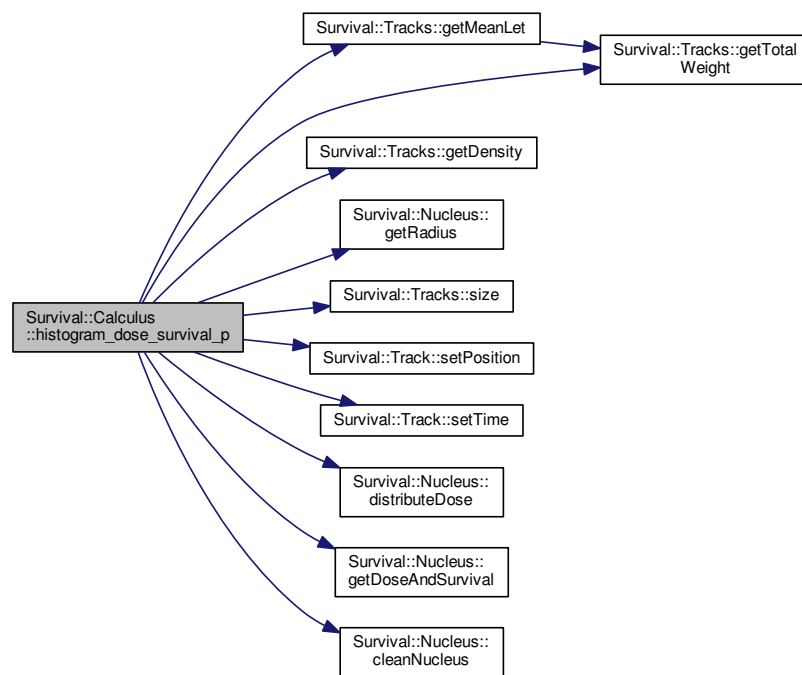 Survival::Tracks::getMeanLet
Survival::Tracks::getTotal
Weight
Survival::Tracks::getDensity
Survival::Nucleus::
getRadius
Survival::Tracks::size
Survival::Calculus
::histogram_dose_survival_p
Survival::Track::setPosition
Survival::Track::setTime
Survival::Nucleus::
distributeDose
Survival::Nucleus::
getDoseAndSurvival
Survival::Nucleus::
cleanNucleus